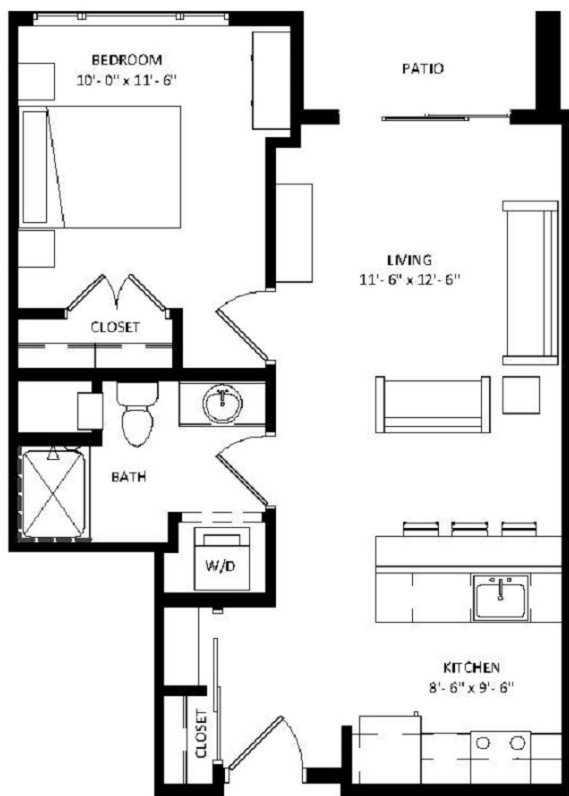 BEDROOM
10'-0" x 11'-6"
PATIO
LIVING
11'-6" x 12'-6"
CLOSET
BATH
W/D
KITCHEN
8'-6" x 9'-6"
CLOSET